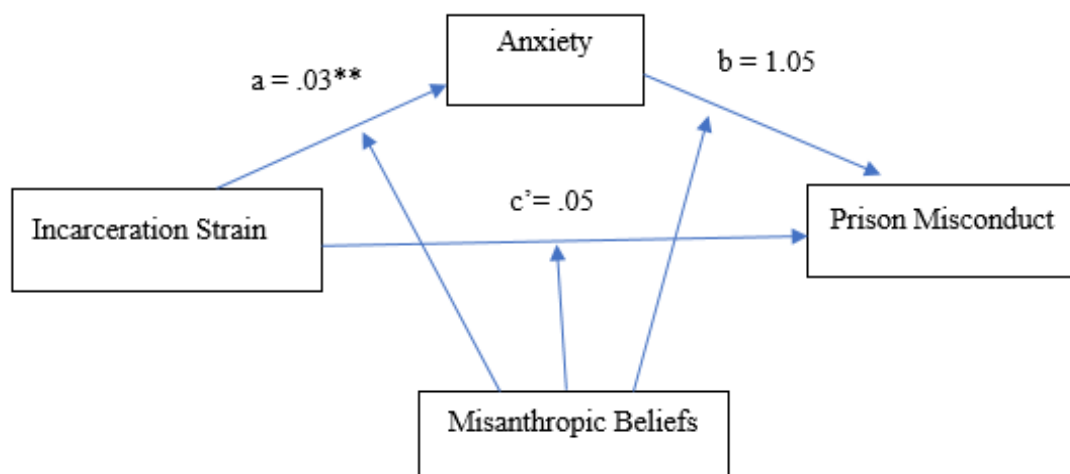 Anxiety
a = .03**
b = 1.05
Incarceration Strain
c’= .05
Prison Misconduct
Misanthropic Beliefs